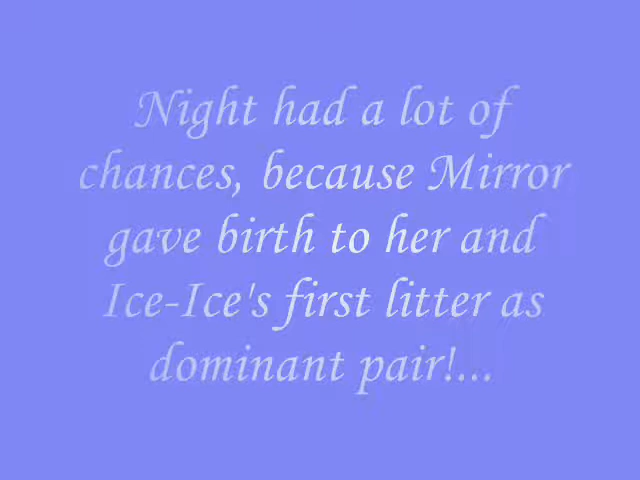 Night had a lot of
chances, because Mirror
gave birth to her and
Ice-Ice's first litter as
dominant pair!...